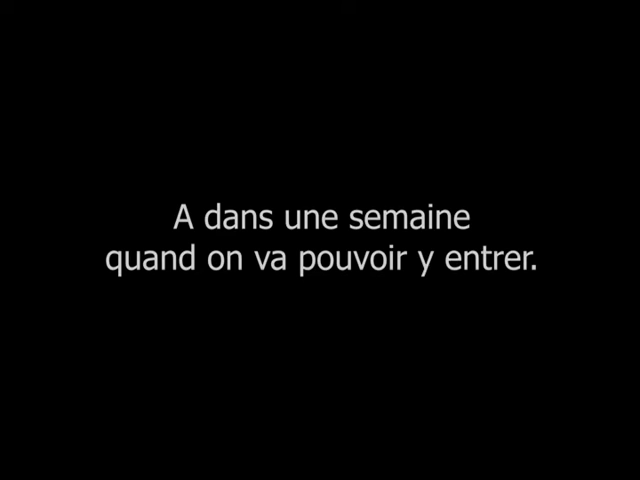 A dans une semaine
quand on va pouvoir y entrer.